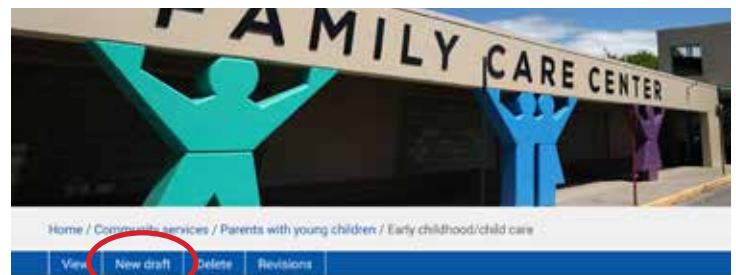 FAMILY CARE CENTER
Home / Community services / Parents with young children / Early childhood/child care
View New draft Delete Revisions